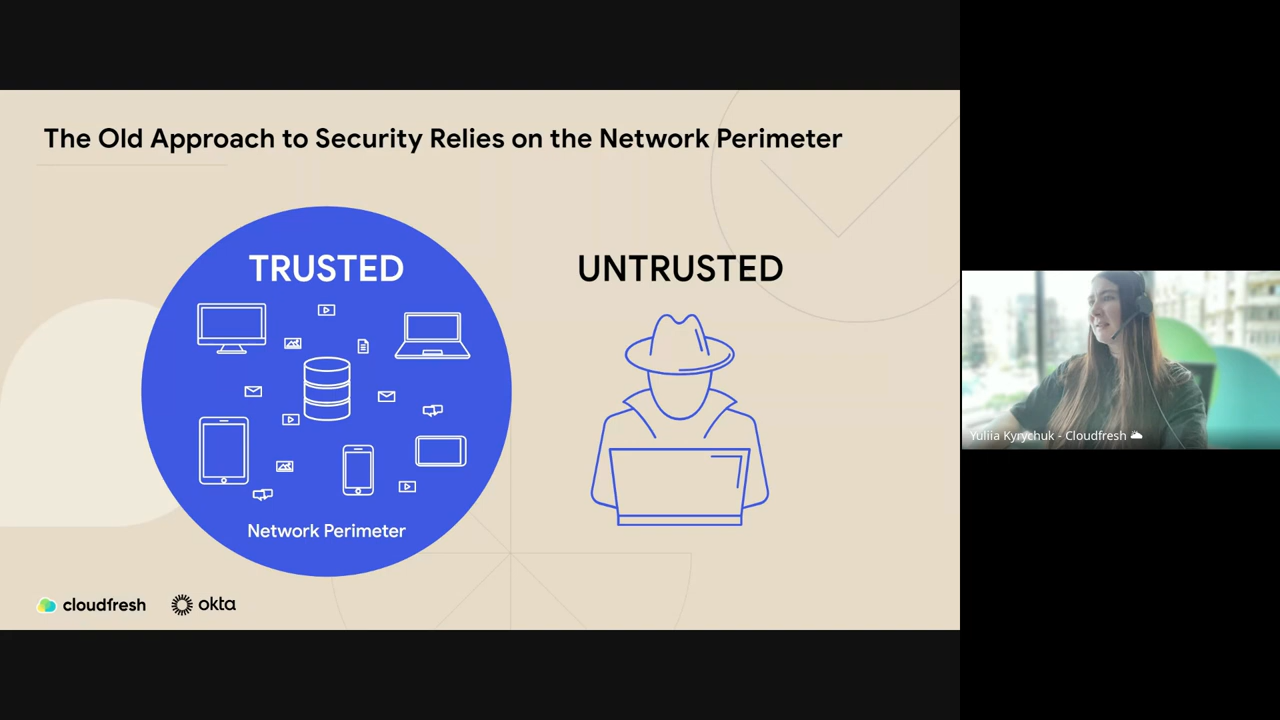 The Old Approach to Security Relies on the Network Perimeter
TRUSTED
UNTRUSTED
Network Perimeter
cloudfresh
okta
Yuliia Kyrychuk - Cloudfresh 🌥️